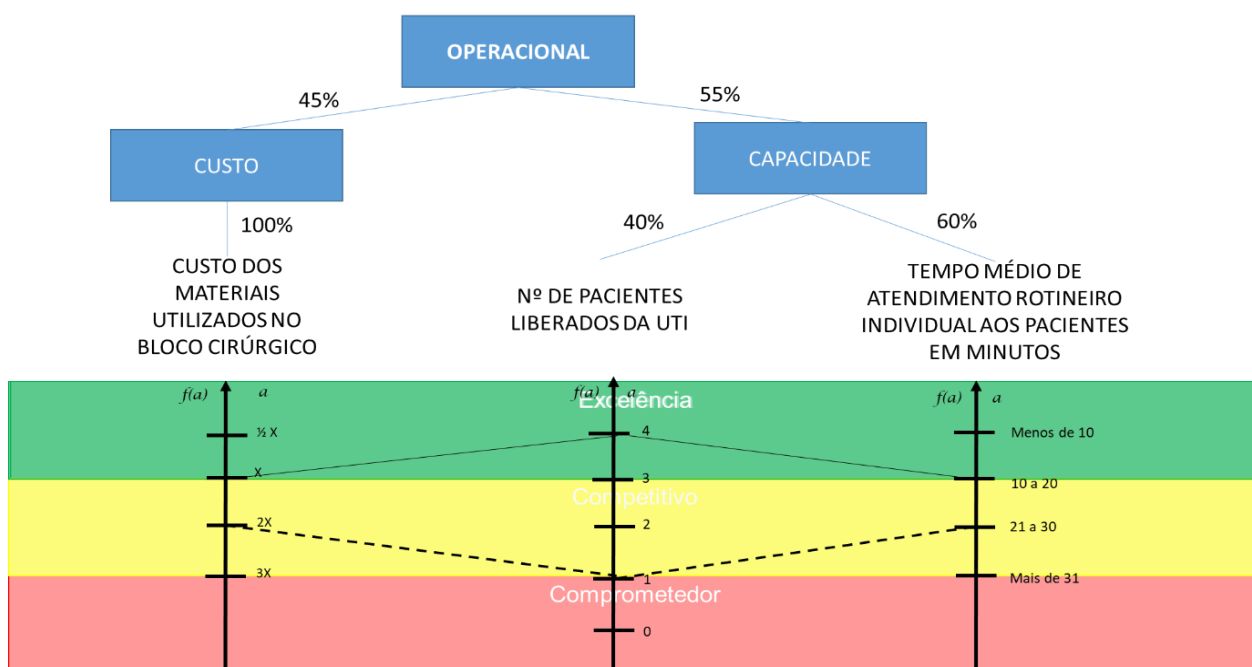 OPERACIONAL
45%
55%
CUSTO
CAPACIDADE
100%
40%
60%
CUSTO DOS
MATERIAIS
UTILIZADOS NO
BLOCO CIRÚRGICO
Nº DE PACIENTES
LIBERADOS DA UTI
TEMPO MÉDIO DE
ATENDIMENTO ROTINEIRO
INDIVIDUAL AOS PACIENTES
EM MINUTOS
f(a) a
f(a) a
f(a) a
Excelência
½ X
4
Menos de 10
X
3
10 a 20
Competitivo
2X
2
21 a 30
3X
1
Mais de 31
Comprometedor
0